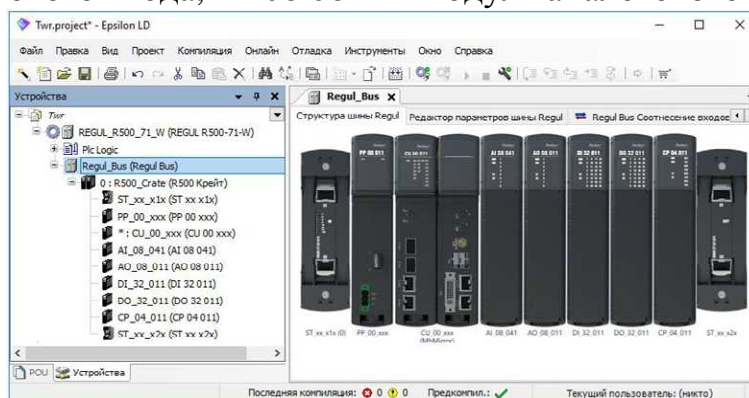 Twr.project* - Epsilon LD
Файл Правка Вид Проект Компиляция Онлайн Отладка Инструменты Окно Справка
Устройства
Twr
REGUL_R500_71_W (REGUL R500-71-W)
Plc Logic
Regul_Bus (Regul Bus)
0 : R500_Crate (R500 Крейт)
ST_xx_x1x (ST xx x1x)
PP_00_xxx (PP 00 xxx)
* : CU_00_xxx (CU 00 xxx)
AI_08_041 (AI 08 041)
AO_08_011 (AO 08 011)
DI_32_011 (DI 32 011)
DO_32_011 (DO 32 011)
CP_04_011 (CP 04 011)
ST_xx_x2x (ST xx x2x)
POU Устройства
Regul_Bus
Структура шины Regul Редактор параметров шины Regul Regul Bus Соотнесение входов
PP 00 011 CU 00 011 AI 08 041 AO 08 011 DI 32 011 DO 32 011 CP 04 011
ST_xx_x1x (0) PP_00_xxx CU_00_xxx AI_08_041 AO_08_011 DI_32_011 DO_32_011 CP_04_011 ST_xx_x2x
Последняя компиляция: 0 0 Предкомпил.: Текущий пользователь: (никто)